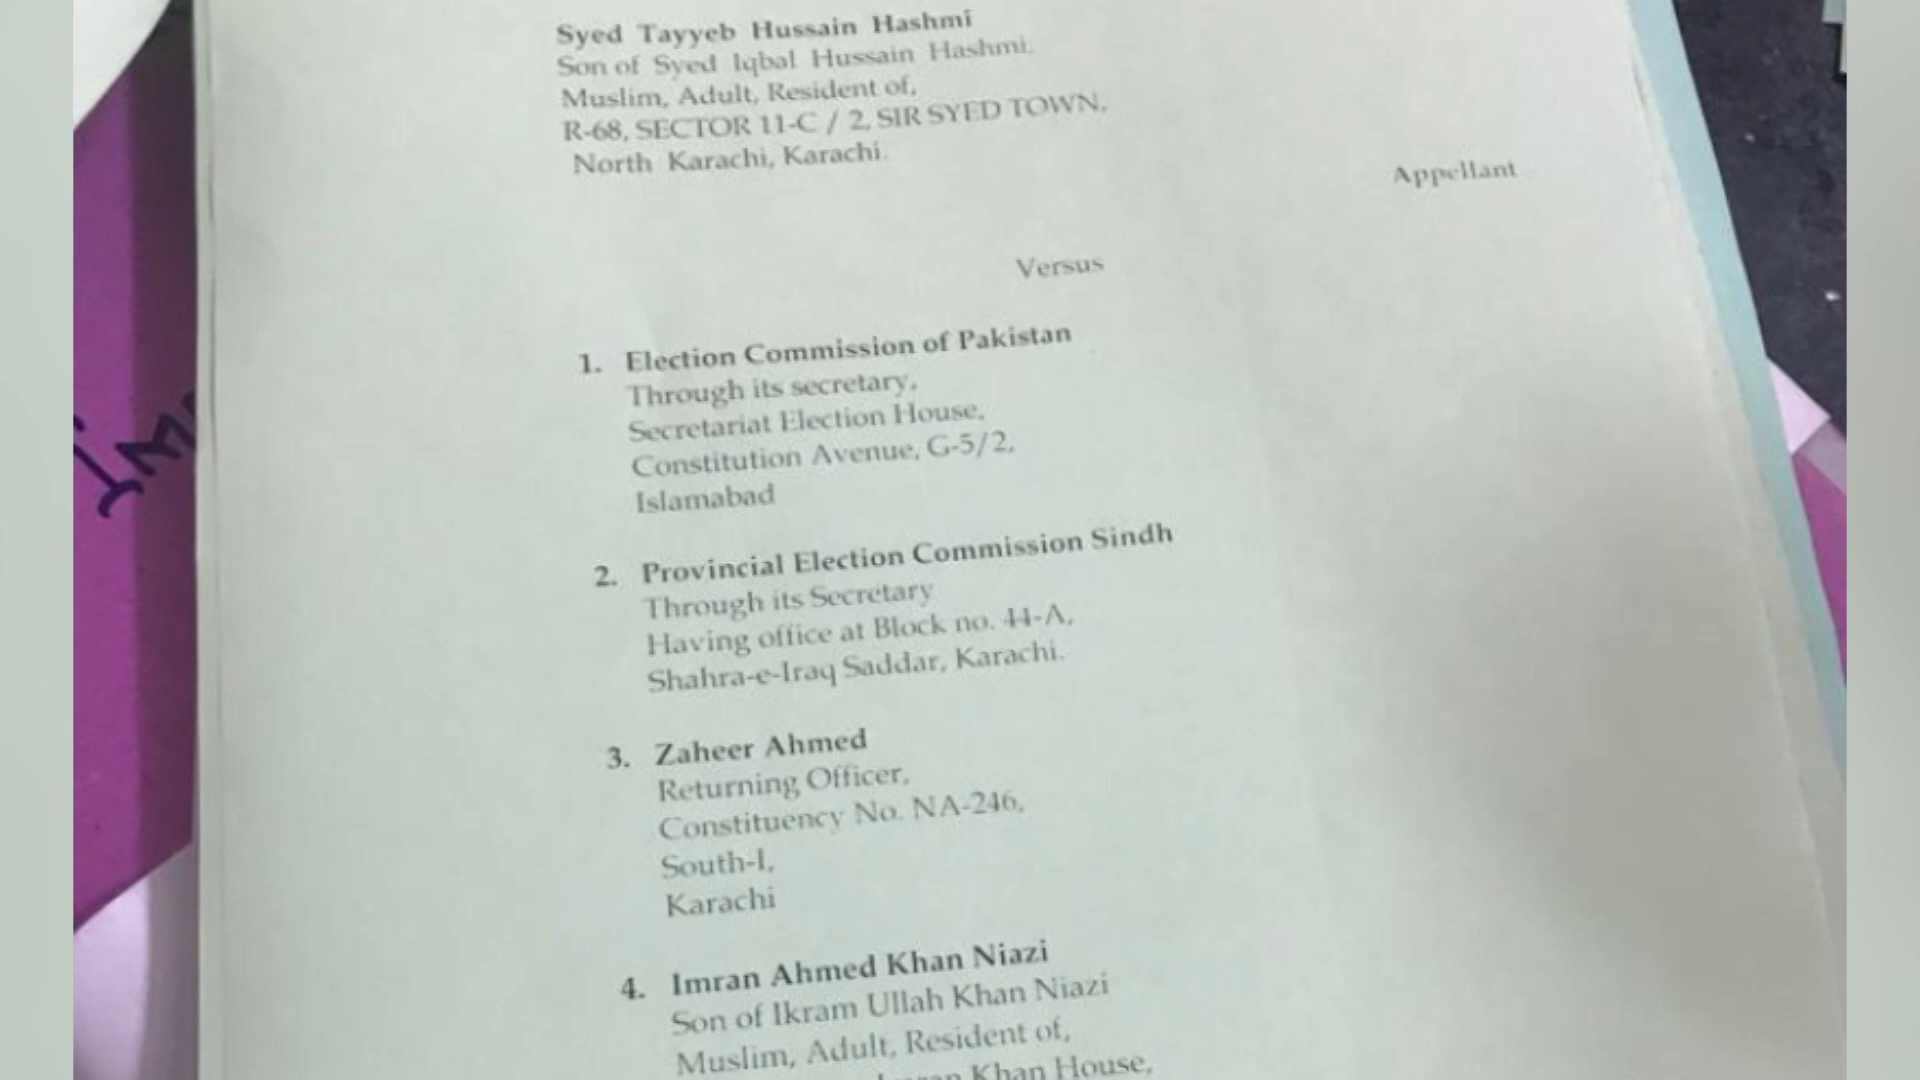 Syed Tayyeb Hussain Hashmi
Son of Syed Iqbal Hussain Hashmi,
Muslim, Adult, Resident of,
R-68, SECTOR 11-C / 2, SIR SYED TOWN,
North Karachi, Karachi.
Appellant
Versus
1. Election Commission of Pakistan
Through its secretary,
Secretariat Election House,
Constitution Avenue, G-5/2,
Islamabad
2. Provincial Election Commission Sindh
Through its Secretary
Having office at Block no. 44-A,
Shahra-e-Iraq Saddar, Karachi.
3. Zaheer Ahmed
Returning Officer,
Constituency No. NA-246,
South-I,
Karachi
4. Imran Ahmed Khan Niazi
Son of Ikram Ullah Khan Niazi
Muslim, Adult, Resident of,
Khan House,